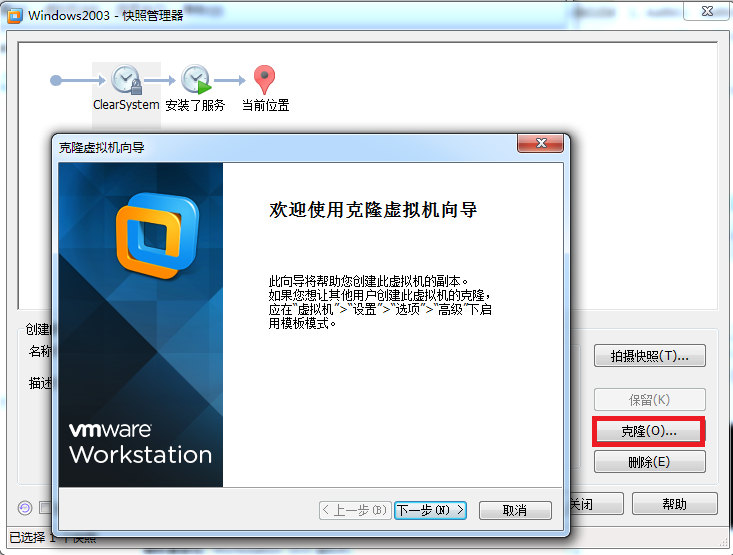 Windows2003 - 快照管理器
ClearSystem
安装了服务
当前位置
克隆虚拟机向导
欢迎使用克隆虚拟机向导
此向导将帮助您创建此虚拟机的副本。
如果您想让其他用户创建此虚拟机的克隆，
应在"虚拟机">"设置">"选项">"高级"下启
用模板模式。
vmware
Workstation
创建
名称
描述
拍摄快照(T)...
保留(K)
克隆(O)...
删除(E)
< 上一步(B)
下一步(N) >
取消
关闭
帮助
已选择 1 个快照